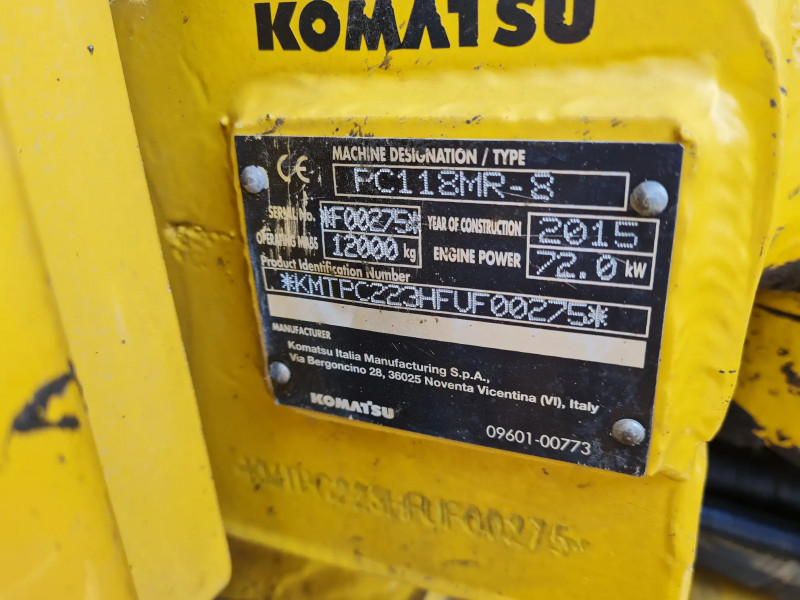 KOMATSU
CE MACHINE DESIGNATION / TYPE
PC118MR-8
SERIAL No. *F00275* YEAR OF CONSTRUCTION 2015
OPERATING MASS 12000 kg ENGINE POWER 72.0 kW
Product Identification Number
*KMTPC223HFUF00275*
MANUFACTURER
Komatsu Italia Manufacturing S.p.A.,
Via Bergoncino 28, 36025 Noventa Vicentina (VI), Italy
KOMATSU
09601-00773
*KMTPC223HFUF00275*